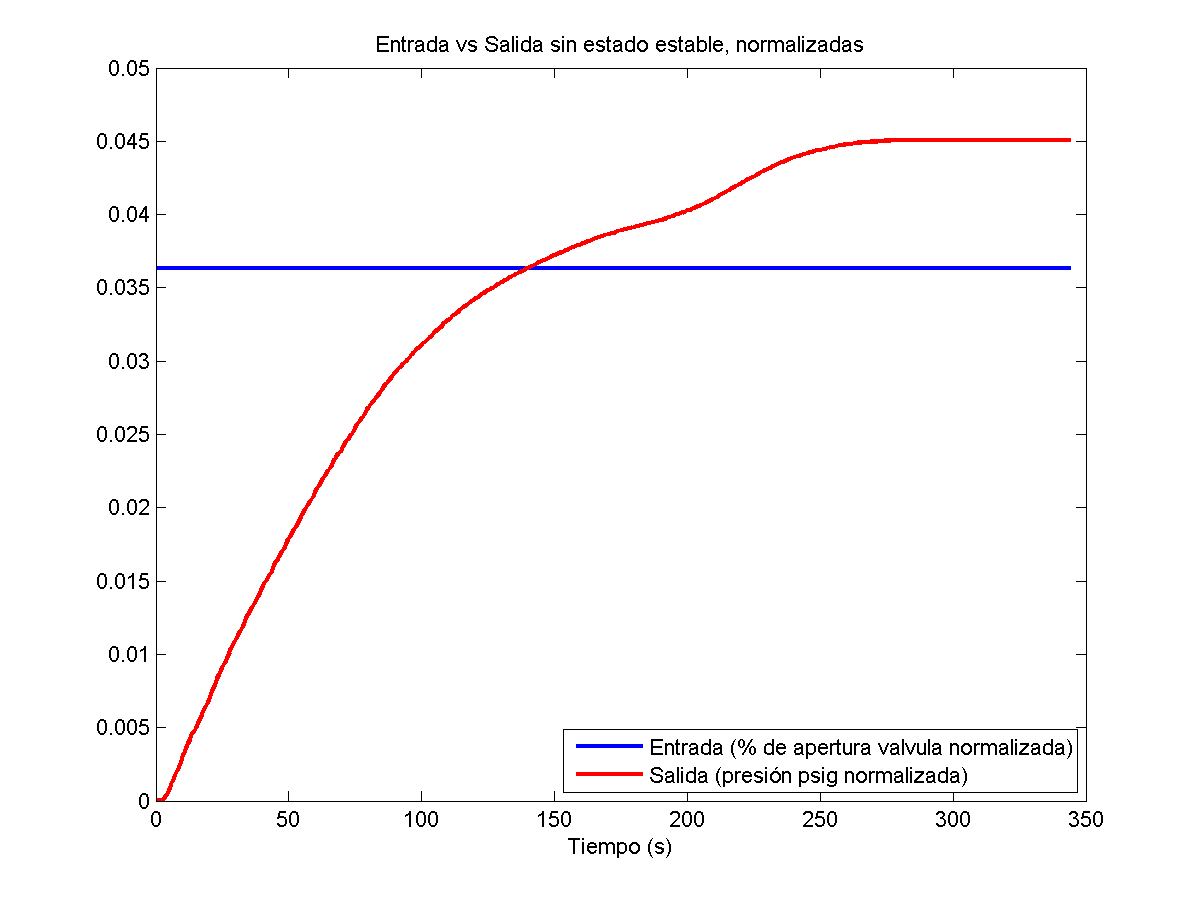 Entrada vs Salida sin estado estable, normalizadas
0.05
0.045
0.04
0.035
0.03
0.025
0.02
0.015
0.01
0.005
0
0 50 100 150 200 250 300 350
Tiempo (s)
Entrada (% de apertura valvula normalizada)
Salida (presión psig normalizada)